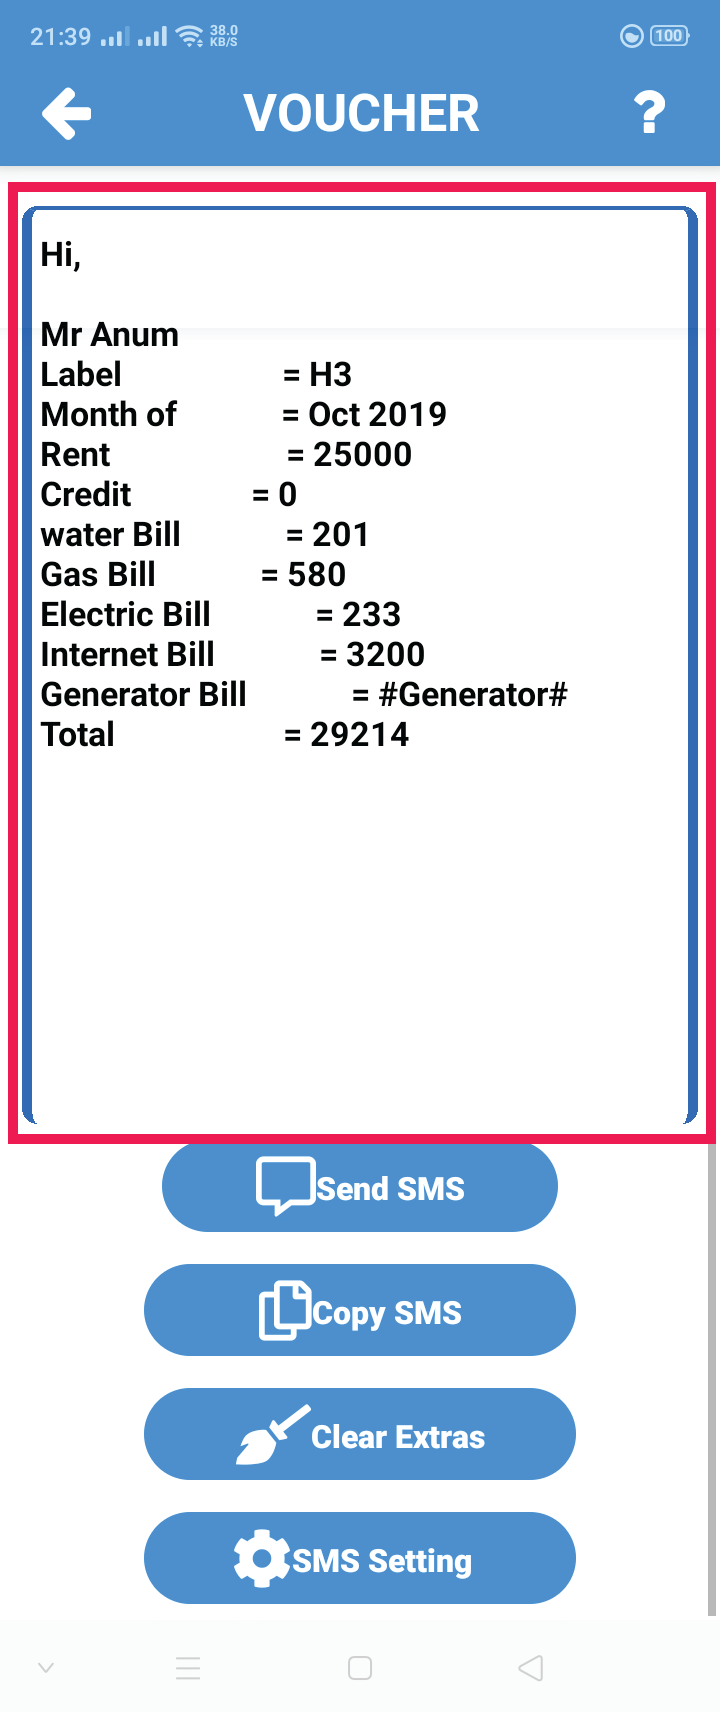 21:39 38.0 KB/S 100
VOUCHER ?
Hi,
Mr Anum
Label = H3
Month of = Oct 2019
Rent = 25000
Credit = 0
water Bill = 201
Gas Bill = 580
Electric Bill = 233
Internet Bill = 3200
Generator Bill = #Generator#
Total = 29214
Send SMS
Copy SMS
Clear Extras
SMS Setting